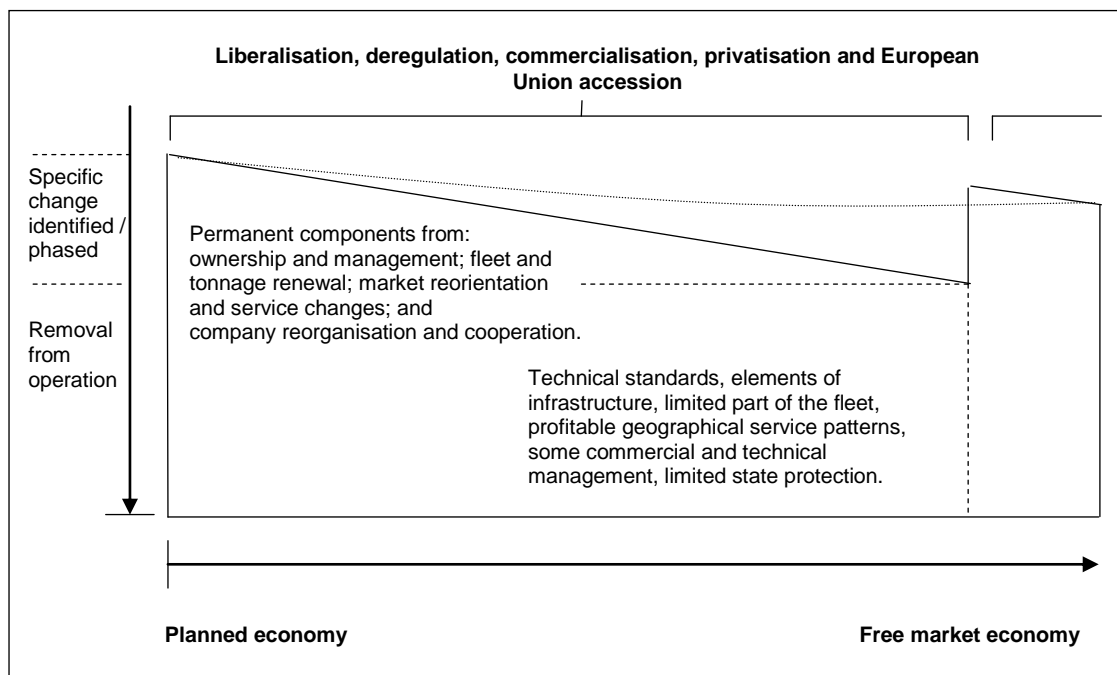 Liberalisation, deregulation, commercialisation, privatisation and European
Union accession
Specific
change
identified /
phased
Removal
from
operation
Permanent components from:
ownership and management; fleet and
tonnage renewal; market reorientation
and service changes; and
company reorganisation and cooperation.
Technical standards, elements of
infrastructure, limited part of the fleet,
profitable geographical service patterns,
some commercial and technical
management, limited state protection.
Planned economy
Free market economy